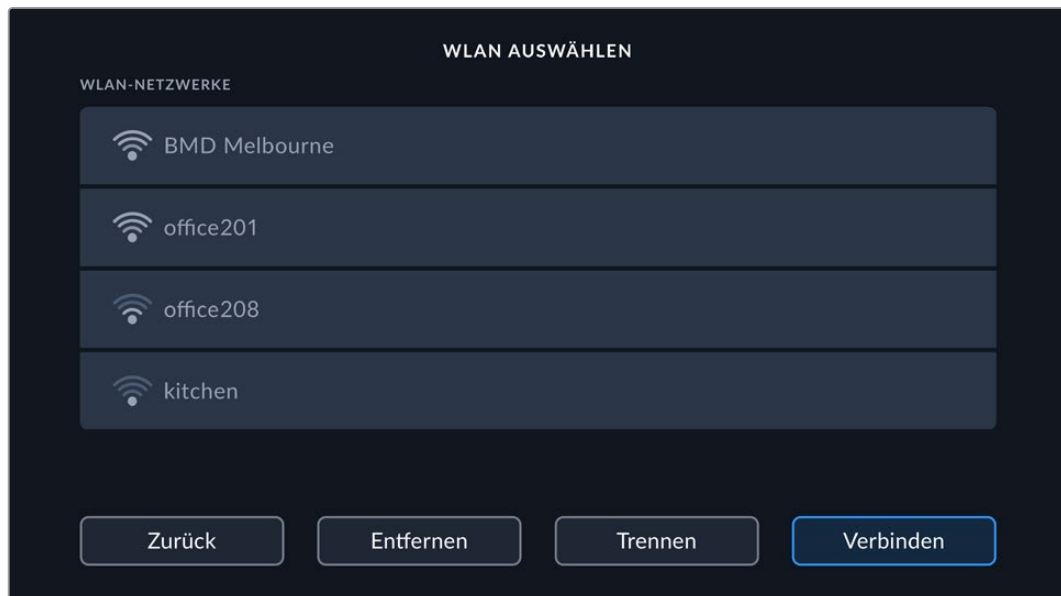 WLAN AUSWÄHLEN
WLAN-NETZWERKE
BMD Melbourne
office201
office208
kitchen
Zurück Entfernen Trennen Verbinden